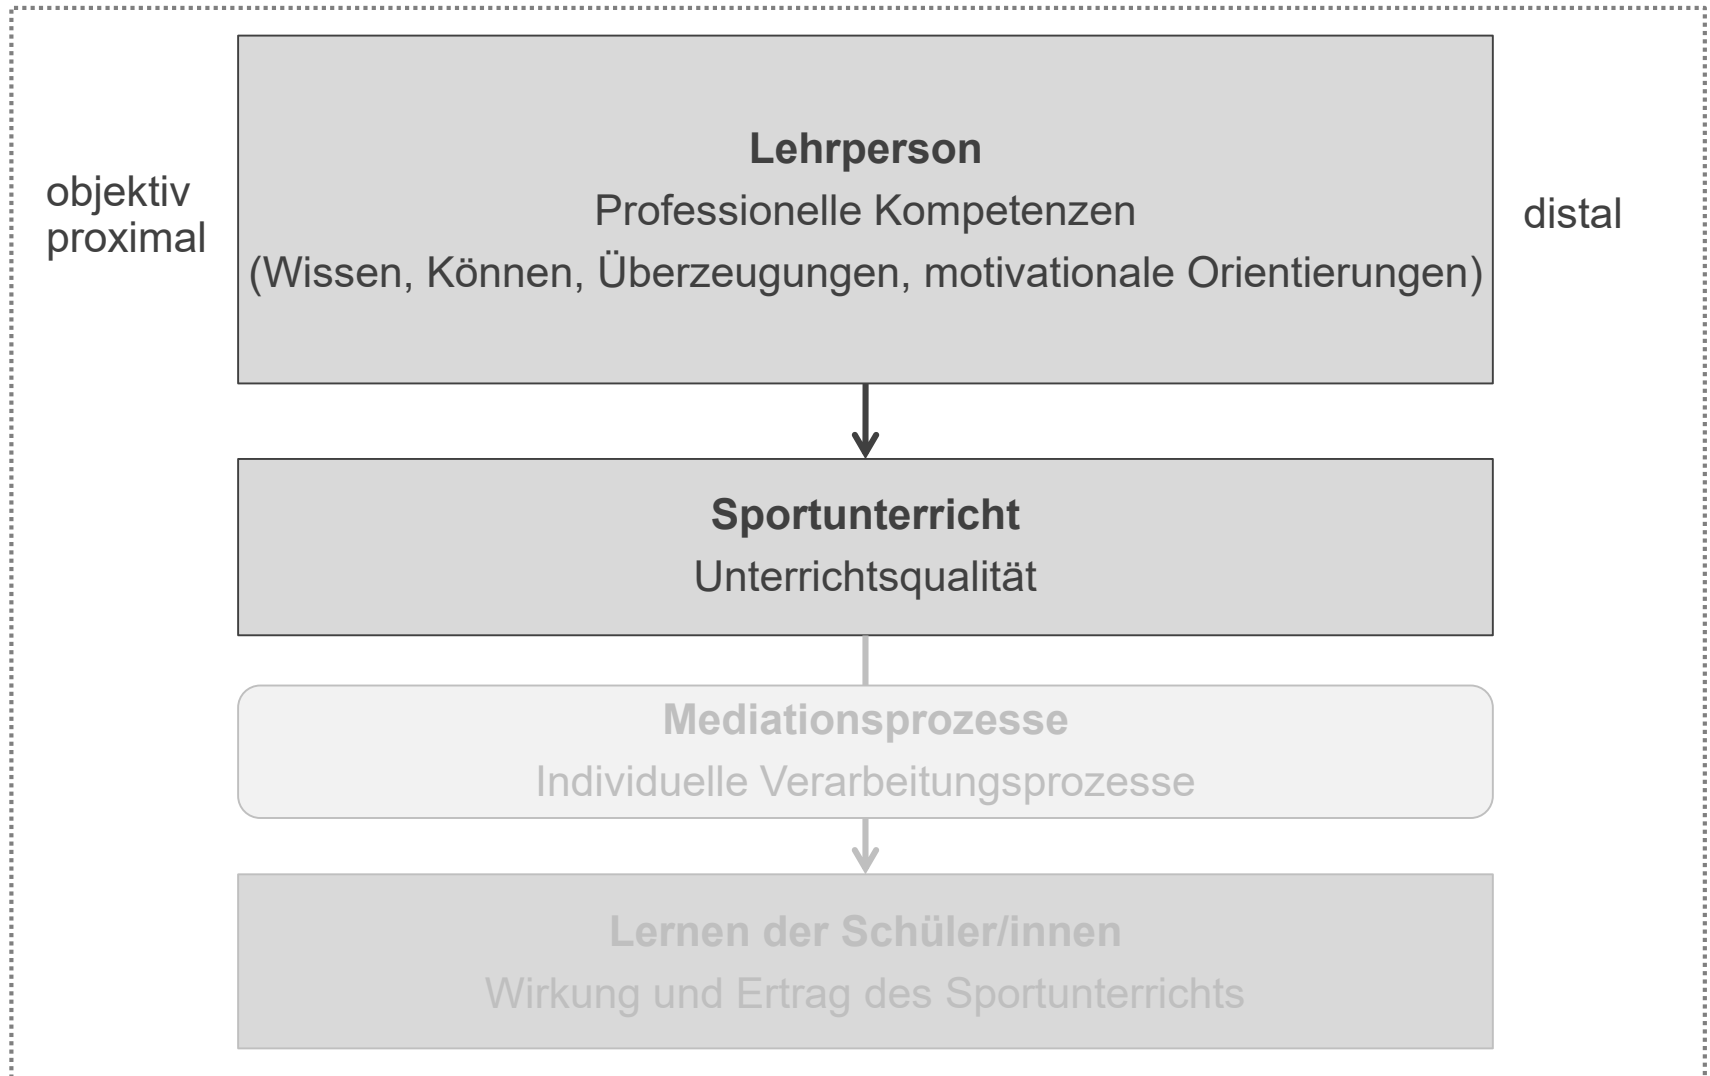 Lehrperson
Professionelle Kompetenzen
(Wissen, Können, Überzeugungen, motivationale Orientierungen)
objektiv
proximal
distal
Sportunterricht
Unterrichtsqualität
Mediationsprozesse
Individuelle Verarbeitungsprozesse
Lernen der Schüler/innen
Wirkung und Ertrag des Sportunterrichts